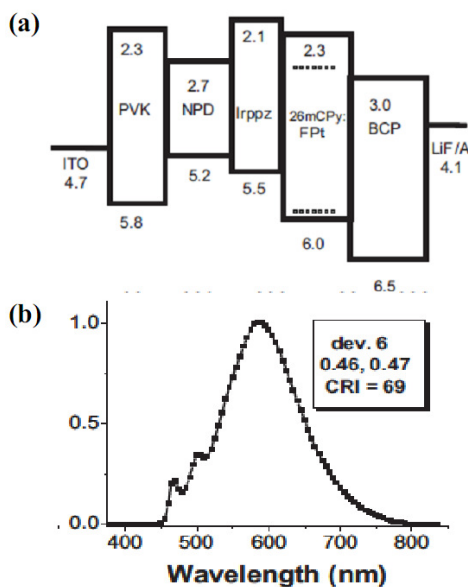 (a)
2.3
2.7
2.1
2.3
3.0
PVK
NPD
Irppz
26mCPy:
FPt
BCP
ITO
4.7
LiF/A
4.1
5.8
5.2
5.5
6.0
6.5
(b)
1.0
0.5
0.0
dev. 6
0.46, 0.47
CRI = 69
400 500 600 700 800
Wavelength (nm)